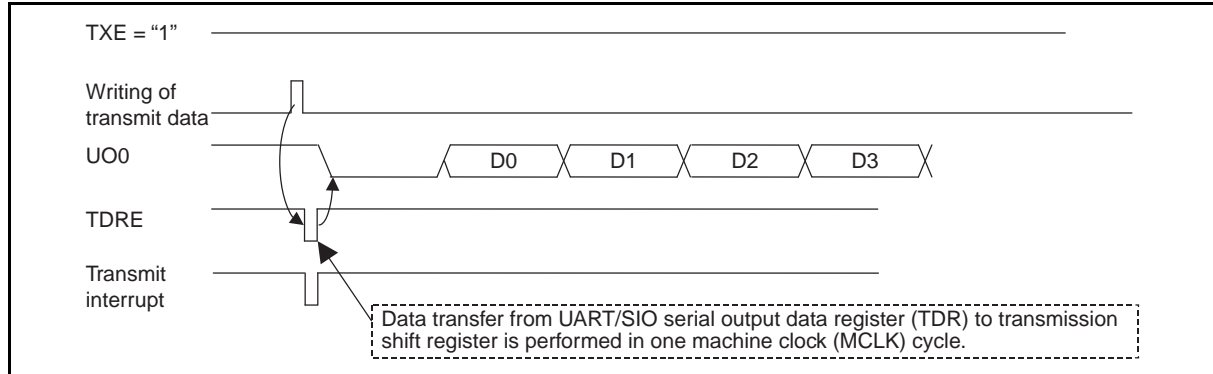 TXE = “1”
Writing of
transmit data
UO0
D0 D1 D2 D3
TDRE
Transmit
interrupt
Data transfer from UART/SIO serial output data register (TDR) to transmission
shift register is performed in one machine clock (MCLK) cycle.